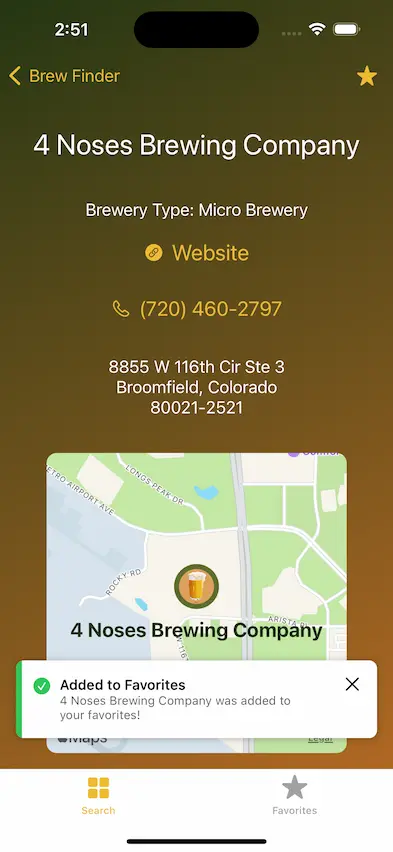 2:51
Brew Finder
4 Noses Brewing Company
Brewery Type: Micro Brewery
Website
(720) 460-2797
8855 W 116th Cir Ste 3
Broomfield, Colorado
80021-2521
LONGS PEAK DR
METRO AIRPORT AVE
ROCKY RD
ARISTA
4 Noses Brewing Company
W 116
Added to Favorites
4 Noses Brewing Company was added to
your favorites!
Maps
Legal
Search
Favorites